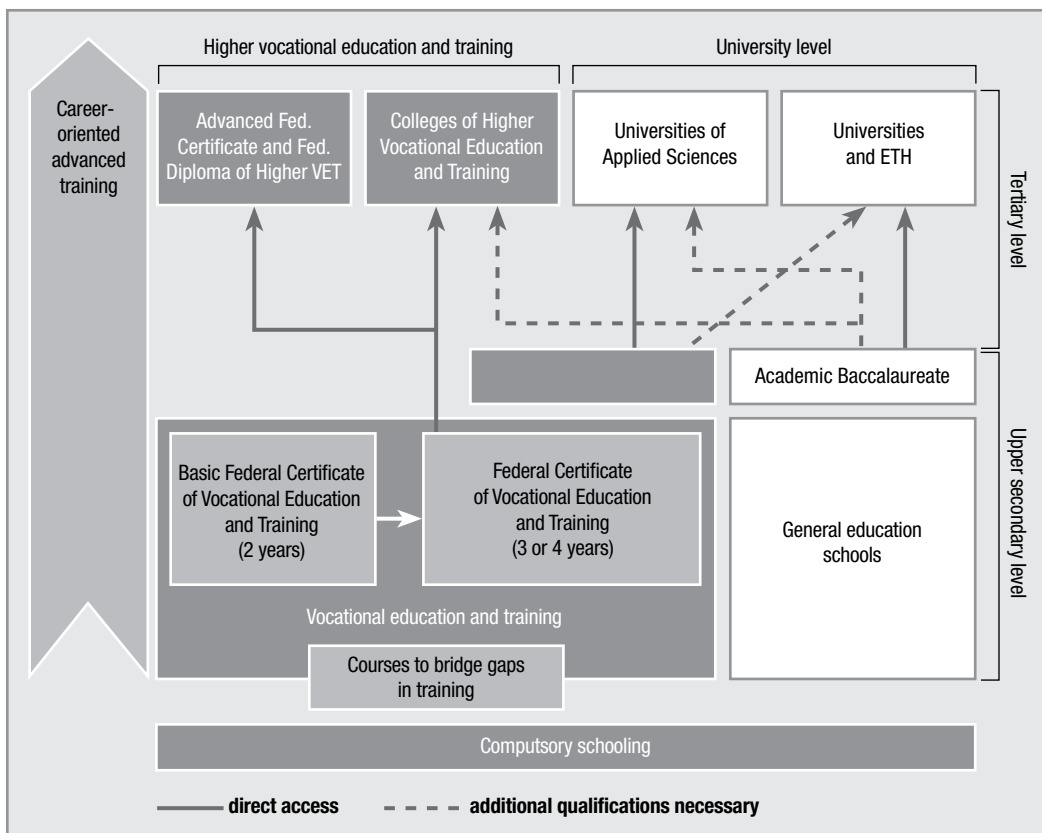 Higher vocational education and training
University level
Career-
oriented
advanced
training
Advanced Fed.
Certificate and Fed.
Diploma of Higher VET
Colleges of Higher
Vocational Education
and Training
Universities of
Applied Sciences
Universities
and ETH
Tertiary level
Academic Baccalaureate
Basic Federal Certificate
of Vocational Education
and Training
(2 years)
Federal Certificate
of Vocational Education
and Training
(3 or 4 years)
General education
schools
Upper secondary level
Vocational education and training
Courses to bridge gaps
in training
Computsory schooling
direct access
additional qualifications necessary